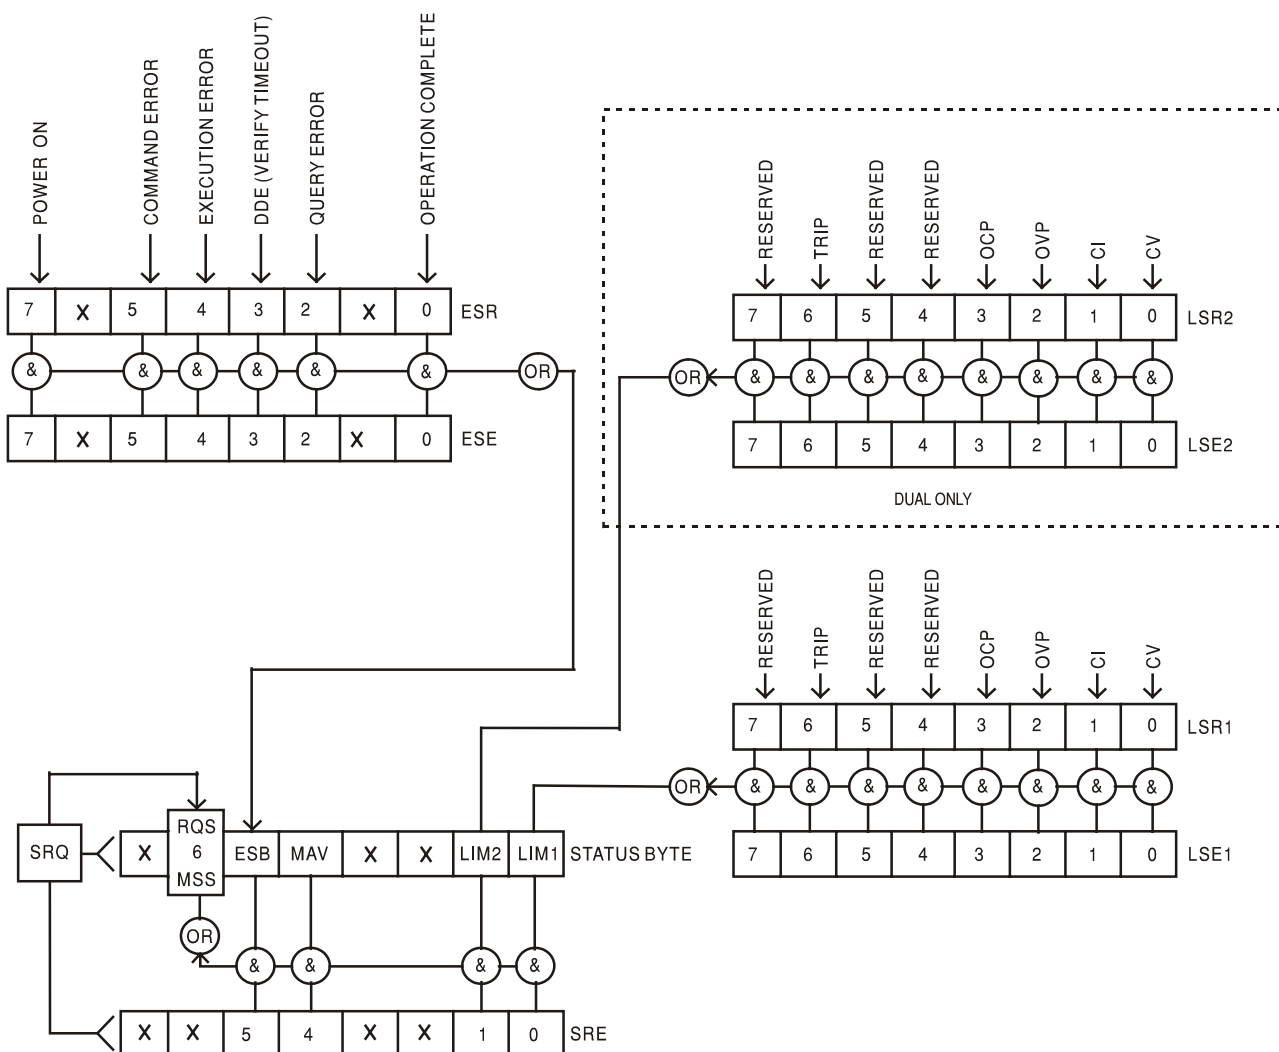 POWER ON
COMMAND ERROR
EXECUTION ERROR
DDE (VERIFY TIMEOUT)
QUERY ERROR
OPERATION COMPLETE
7 X 5 4 3 2 X 0 ESR
& & & & & & OR
7 X 5 4 3 2 X 0 ESE
RESERVED
TRIP
RESERVED
RESERVED
OCP
OVP
CI
CV
7 6 5 4 3 2 1 0 LSR2
OR & & & & & & & &
7 6 5 4 3 2 1 0 LSE2
DUAL ONLY
RESERVED
TRIP
RESERVED
RESERVED
OCP
OVP
CI
CV
7 6 5 4 3 2 1 0 LSR1
OR & & & & & & & &
7 6 5 4 3 2 1 0 LSE1
SRQ
X
RQS
6
MSS
ESB MAV X X LIM2 LIM1 STATUS BYTE
OR
& & & &
X X 5 4 X X 1 0 SRE